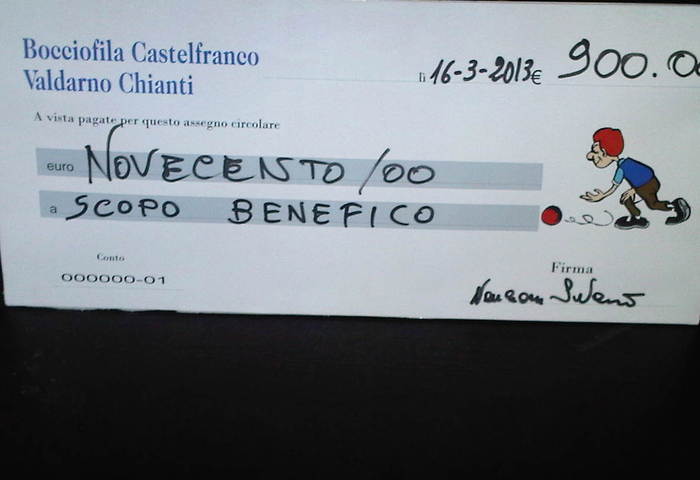 Bocciofila Castelfranco
Valdarno Chianti
lì 16-3-2013 € 900.0
A vista pagate per questo assegno circolare
euro NOVECENTO /00
a SCOPO BENEFICO
Conto
000000-01
Firma